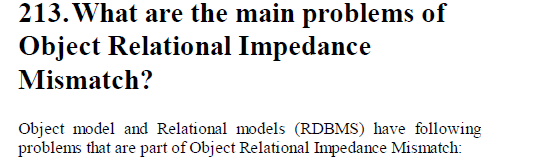 213.What are the main problems of
Object Relational Impedance
Mismatch?
Object model and Relational models (RDBMS) have following
problems that are part of Object Relational Impedance Mismatch: